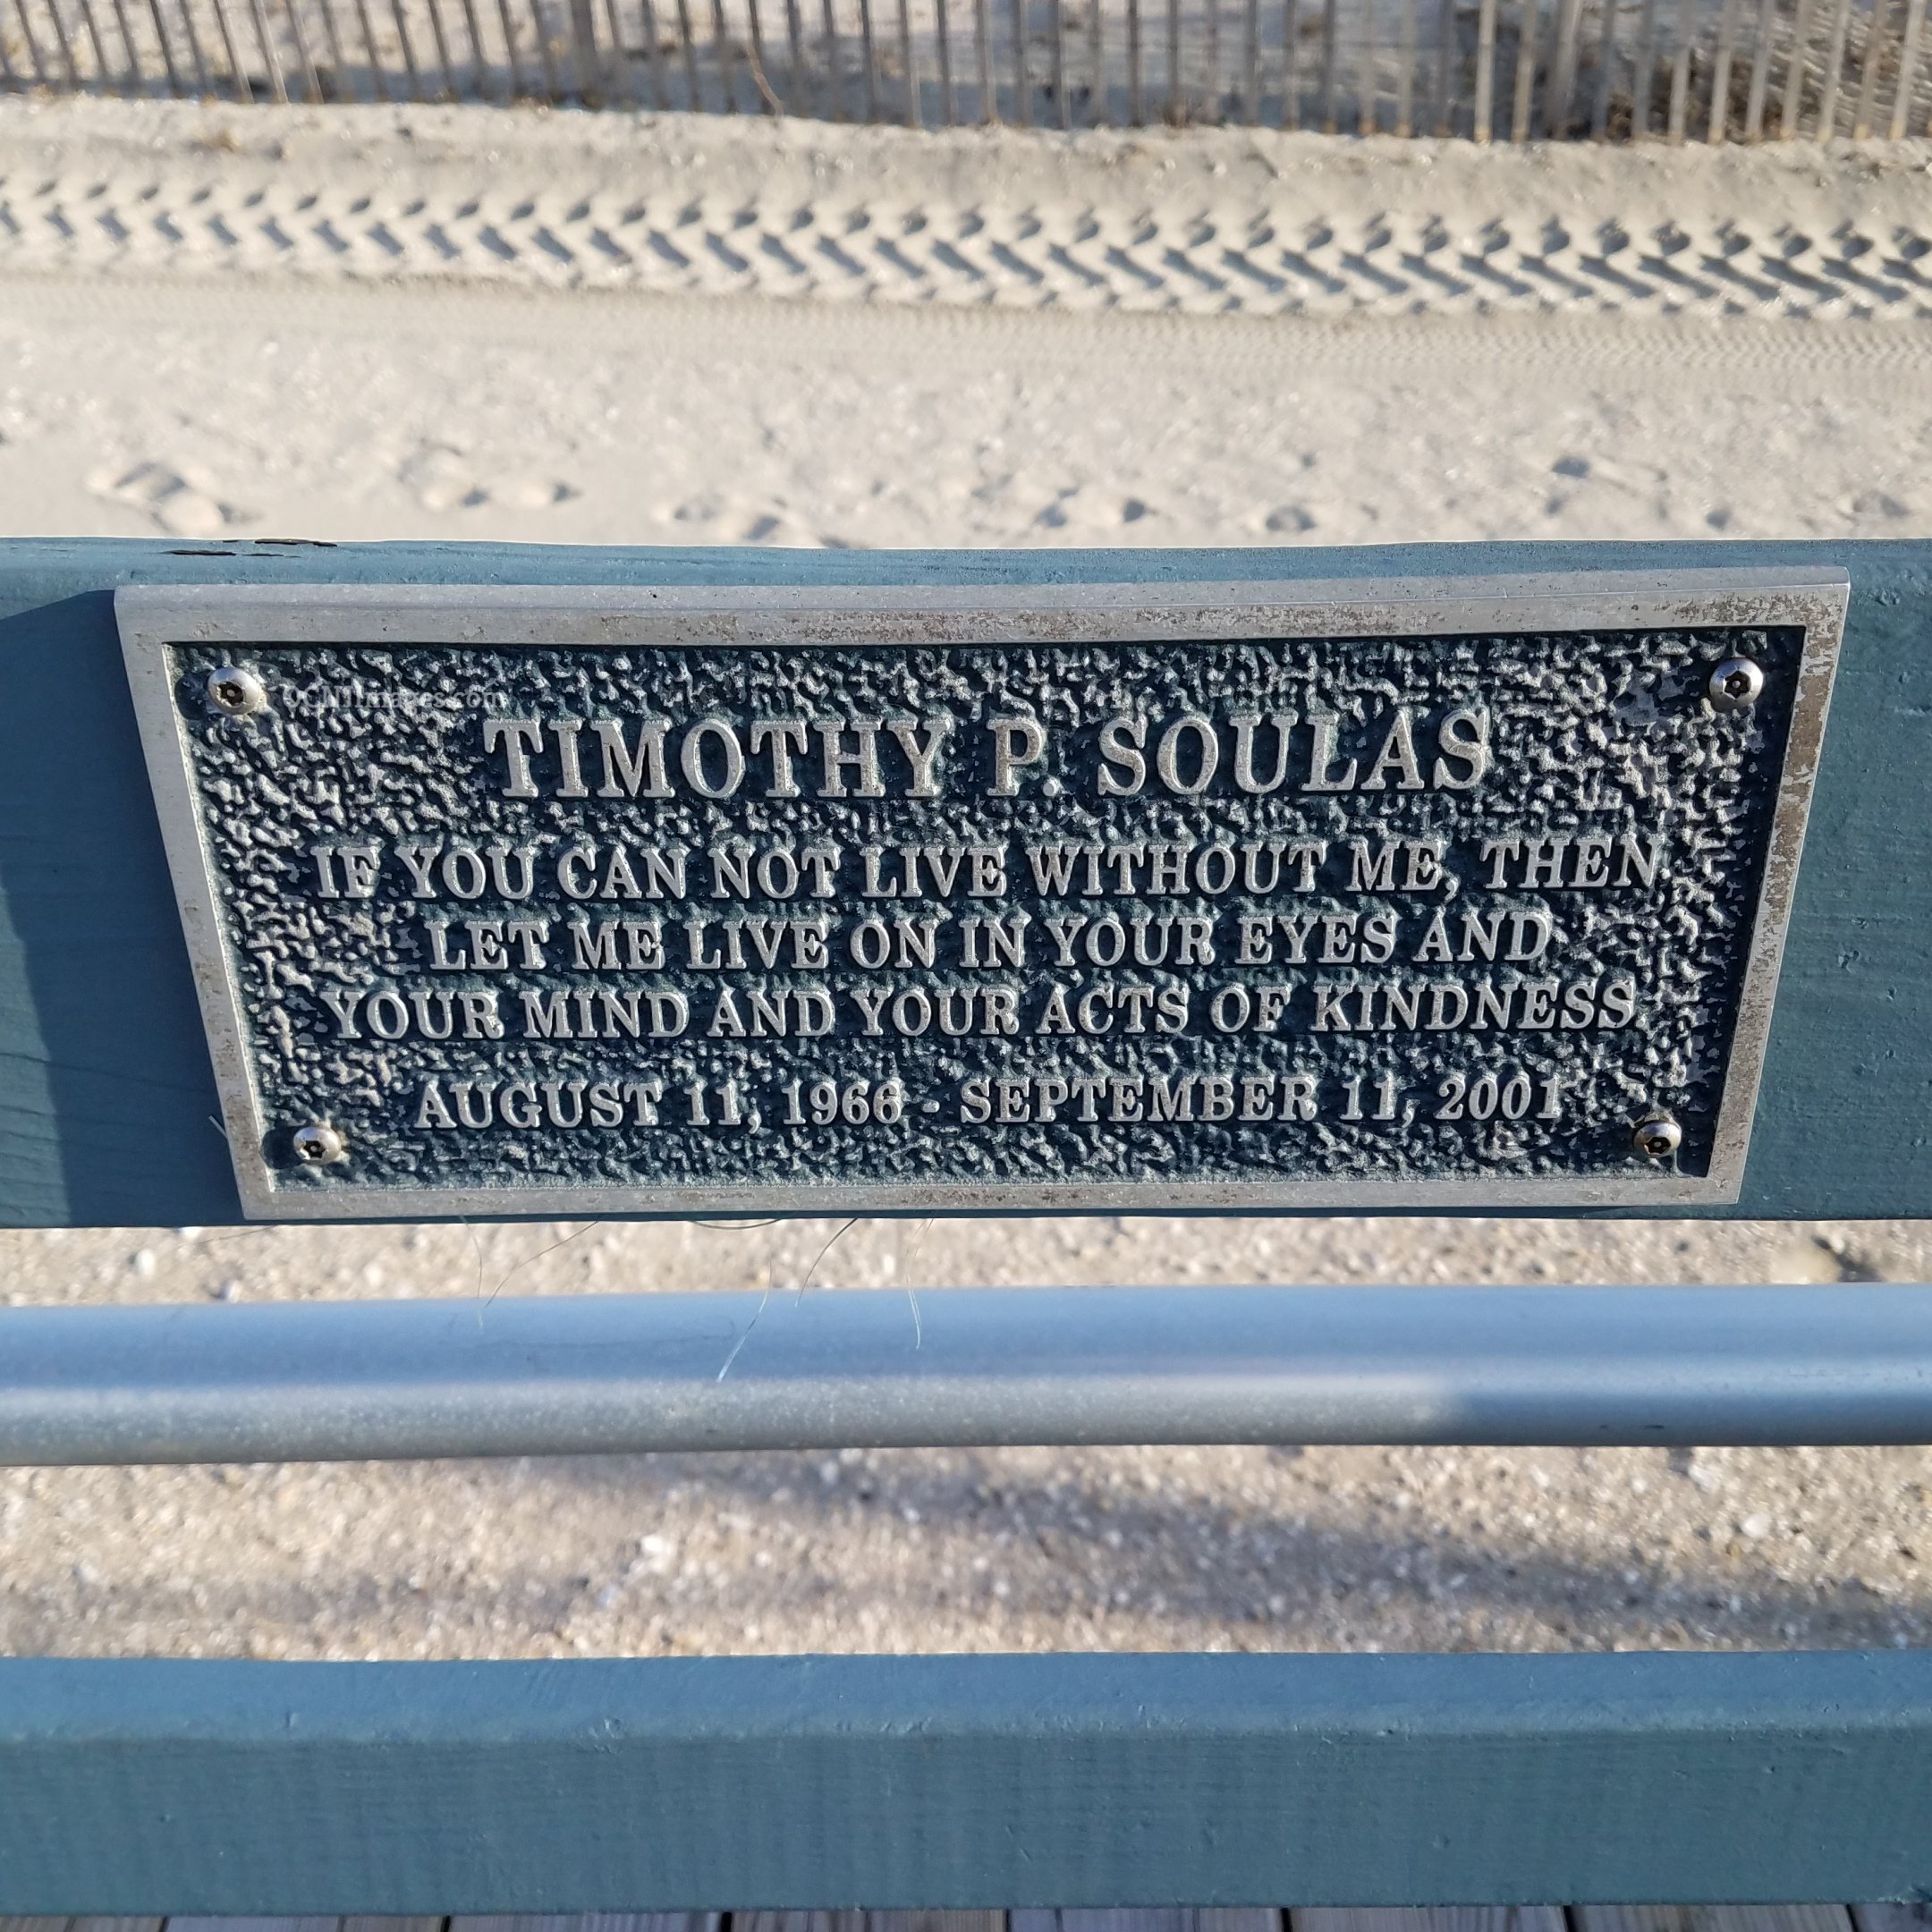 TIMOTHY P. SOULAS
IF YOU CAN NOT LIVE WITHOUT ME, THEN
LET ME LIVE ON IN YOUR EYES AND
YOUR MIND AND YOUR ACTS OF KINDNESS
AUGUST 11, 1966 - SEPTEMBER 11, 2001